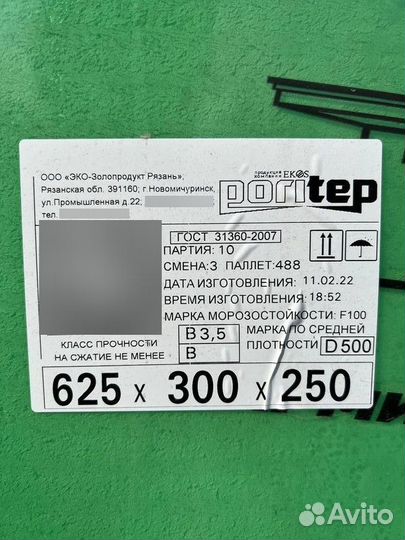 ООО «ЭКО-Золопродукт Рязань»,
Рязанская обл. 391160; г.Новомичуринск,
ул.Промышленная д.22;
тел.
продукция компании EKOS
poritep
ГОСТ 31360-2007
ПАРТИЯ: 10
СМЕНА:3 ПАЛЛЕТ:488
ДАТА ИЗГОТОВЛЕНИЯ: 11.02.22
ВРЕМЯ ИЗГОТОВЛЕНИЯ: 18:52
МАРКА МОРОЗОСТОЙКОСТИ: F100
КЛАСС ПРОЧНОСТИ НА СЖАТИЕ НЕ МЕНЕЕ
B3,5
B
МАРКА ПО СРЕДНЕЙ ПЛОТНОСТИ D500
625 x 300 x 250
Avito